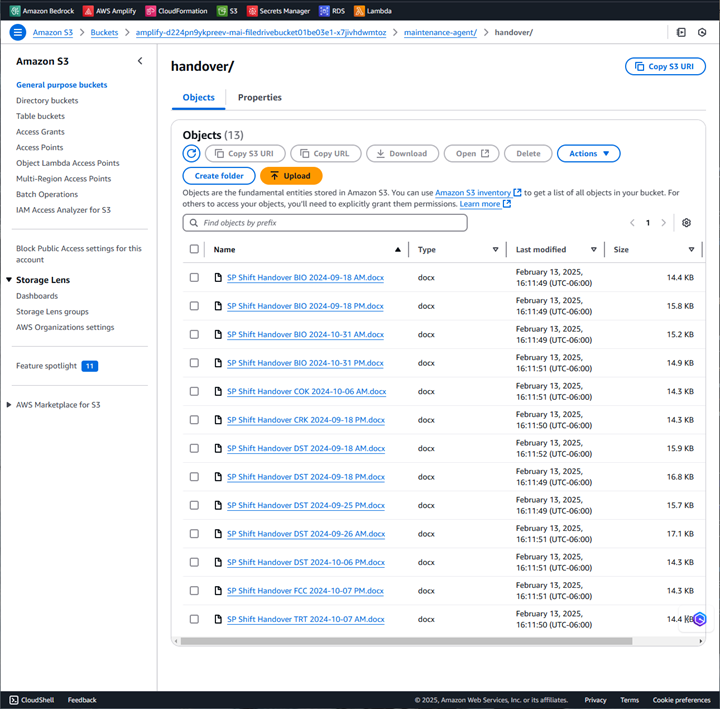 Amazon Bedrock AWS Amplify CloudFormation S3 Secrets Manager RDS Lambda
Amazon S3 > Buckets > amplify-d224pn9ykpreev-mai-filedrivebucket01be03e1-x7jivhdwmtoz > maintenance-agent/ > handover/
Amazon S3
General purpose buckets
Directory buckets
Table buckets
Access Grants
Access Points
Object Lambda Access Points
Multi-Region Access Points
Batch Operations
IAM Access Analyzer for S3
Block Public Access settings for this
account
Storage Lens
Dashboards
Storage Lens groups
AWS Organizations settings
Feature spotlight 11
AWS Marketplace for S3
handover/
Copy S3 URI
Objects Properties
Objects (13)
Copy S3 URI Copy URL Download Open Delete Actions
Create folder Upload
Objects are the fundamental entities stored in Amazon S3. You can use Amazon S3 inventory to get a list of all objects in your bucket. For
others to access your objects, you'll need to explicitly grant them permissions. Learn more
Find objects by prefix
1
Name Type Last modified Size
SP Shift Handover BIO 2024-09-18 AM.docx docx February 13, 2025, 14.4 KB
16:11:49 (UTC-06:00)
SP Shift Handover BIO 2024-09-18 PM.docx docx February 13, 2025, 15.8 KB
16:11:49 (UTC-06:00)
SP Shift Handover BIO 2024-10-31 AM.docx docx February 13, 2025, 15.2 KB
16:11:49 (UTC-06:00)
SP Shift Handover BIO 2024-10-31 PM.docx docx February 13, 2025, 14.9 KB
16:11:51 (UTC-06:00)
SP Shift Handover COK 2024-10-06 AM.docx docx February 13, 2025, 14.3 KB
16:11:51 (UTC-06:00)
SP Shift Handover CRK 2024-09-18 PM.docx docx February 13, 2025, 14.3 KB
16:11:50 (UTC-06:00)
SP Shift Handover DST 2024-09-18 AM.docx docx February 13, 2025, 15.9 KB
16:11:52 (UTC-06:00)
SP Shift Handover DST 2024-09-18 PM.docx docx February 13, 2025, 16.8 KB
16:11:49 (UTC-06:00)
SP Shift Handover DST 2024-09-25 PM.docx docx February 13, 2025, 15.7 KB
16:11:49 (UTC-06:00)
SP Shift Handover DST 2024-09-26 AM.docx docx February 13, 2025, 17.1 KB
16:11:51 (UTC-06:00)
SP Shift Handover DST 2024-10-06 PM.docx docx February 13, 2025, 14.3 KB
16:11:51 (UTC-06:00)
SP Shift Handover FCC 2024-10-07 PM.docx docx February 13, 2025, 14.3 KB
16:11:51 (UTC-06:00)
SP Shift Handover TRT 2024-10-07 AM.docx docx February 13, 2025, 14.4 KB
16:11:50 (UTC-06:00)
CloudShell Feedback © 2025, Amazon Web Services, Inc. or its affiliates. Privacy Terms Cookie preferences